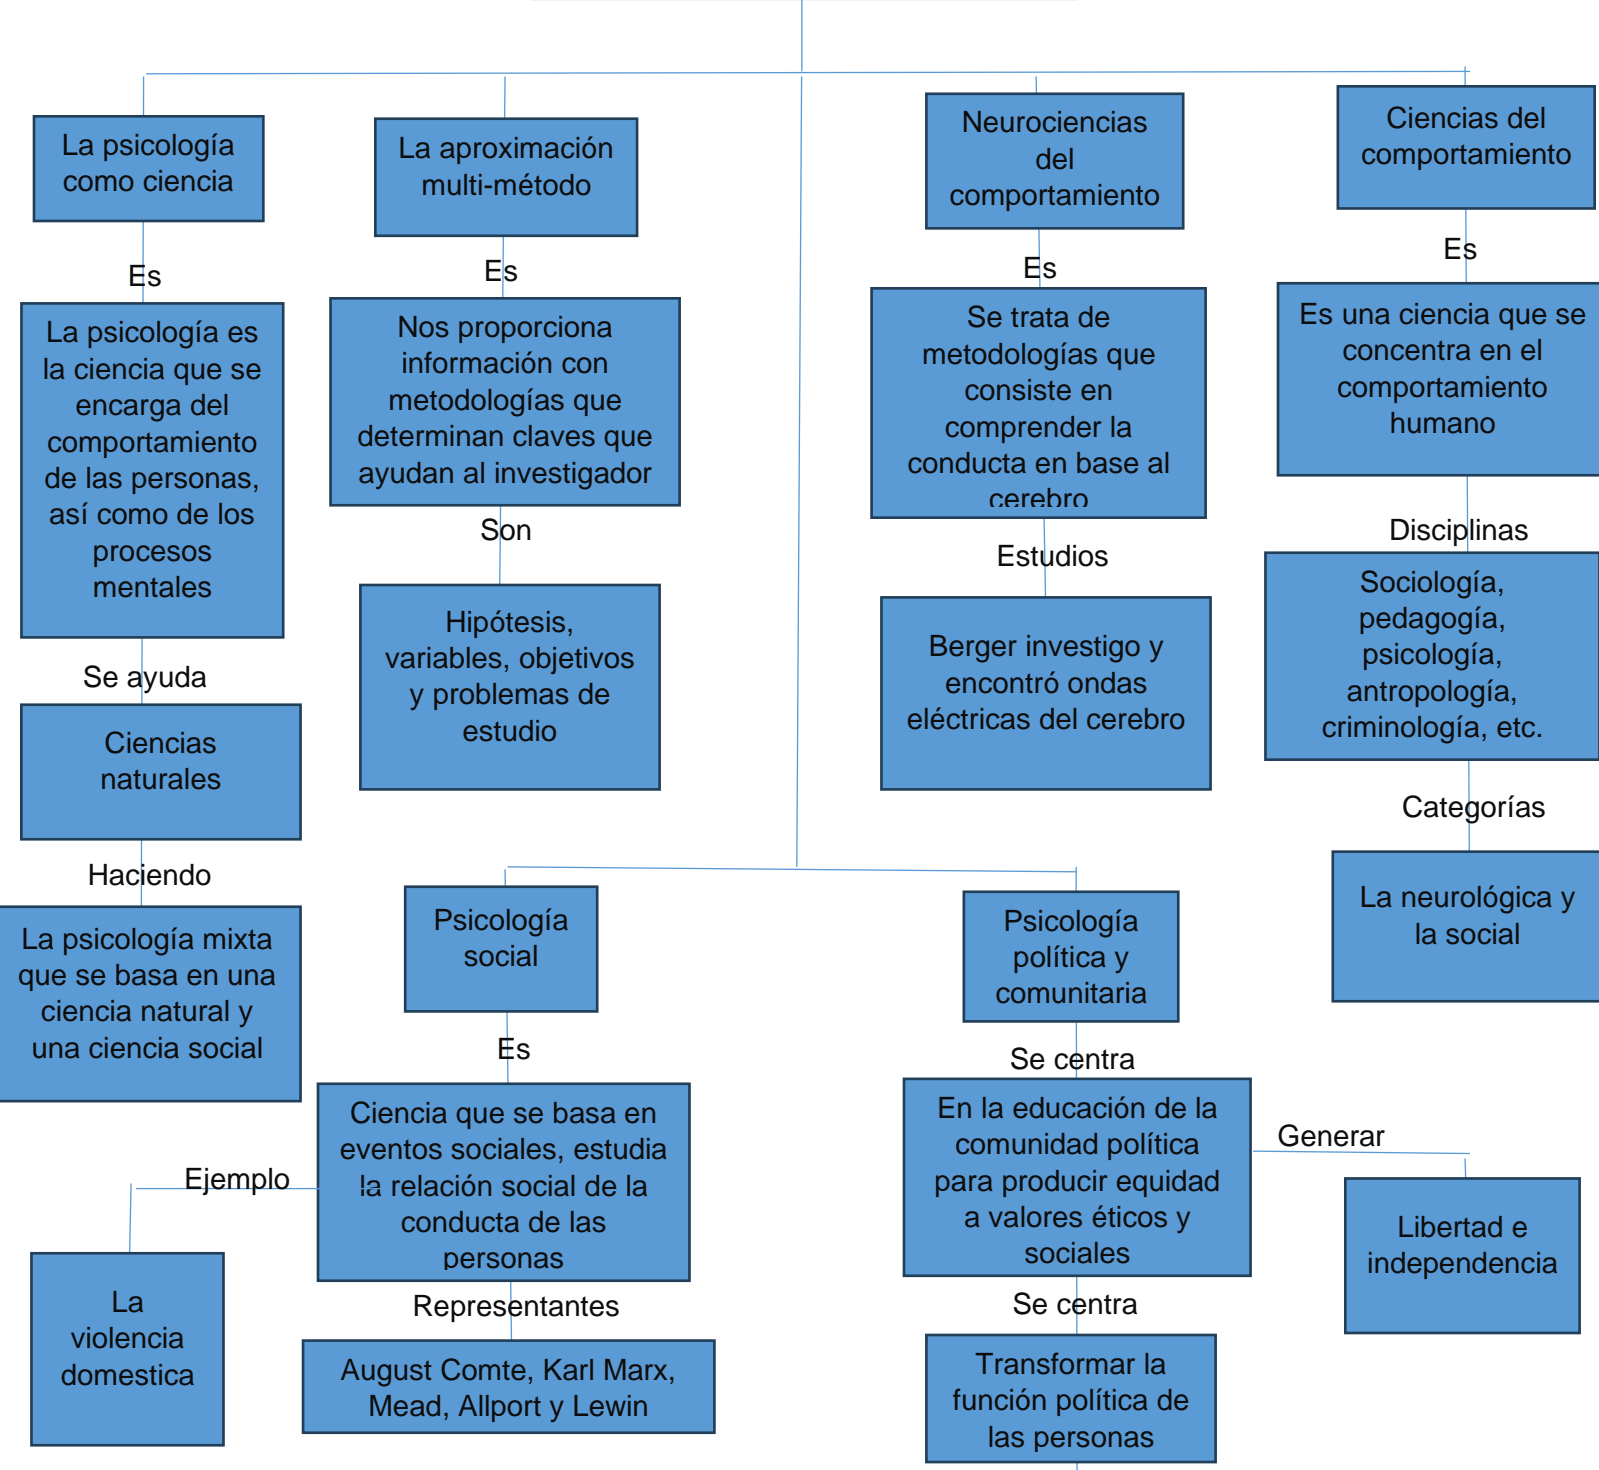 La psicología
como ciencia
Es
La psicología es
la ciencia que se
encarga del
comportamiento
de las personas,
así como de los
procesos
mentales
Se ayuda
Ciencias
naturales
Haciendo
La psicología mixta
que se basa en una
ciencia natural y
una ciencia social
La aproximación
multi-método
Es
Nos proporciona
información con
metodologías que
determinan claves que
ayudan al investigador
Son
Hipótesis,
variables, objetivos
y problemas de
estudio
Neurociencias
del
comportamiento
Es
Se trata de
metodologías que
consiste en
comprender la
conducta en base al
cerebro
Estudios
Berger investigo y
encontró ondas
eléctricas del cerebro
Ciencias del
comportamiento
Es
Es una ciencia que se
concentra en el
comportamiento
humano
Disciplinas
Sociología,
pedagogía,
psicología,
antropología,
criminología, etc.
Categorías
La neurológica y
la social
Psicología
social
Es
Ciencia que se basa en
eventos sociales, estudia
la relación social de la
conducta de las
personas
Ejemplo
La
violencia
domestica
Representantes
August Comte, Karl Marx,
Mead, Allport y Lewin
Psicología
política y
comunitaria
Se centra
En la educación de la
comunidad política
para producir equidad
a valores éticos y
sociales
Generar
Libertad e
independencia
Se centra
Transformar la
función política de
las personas